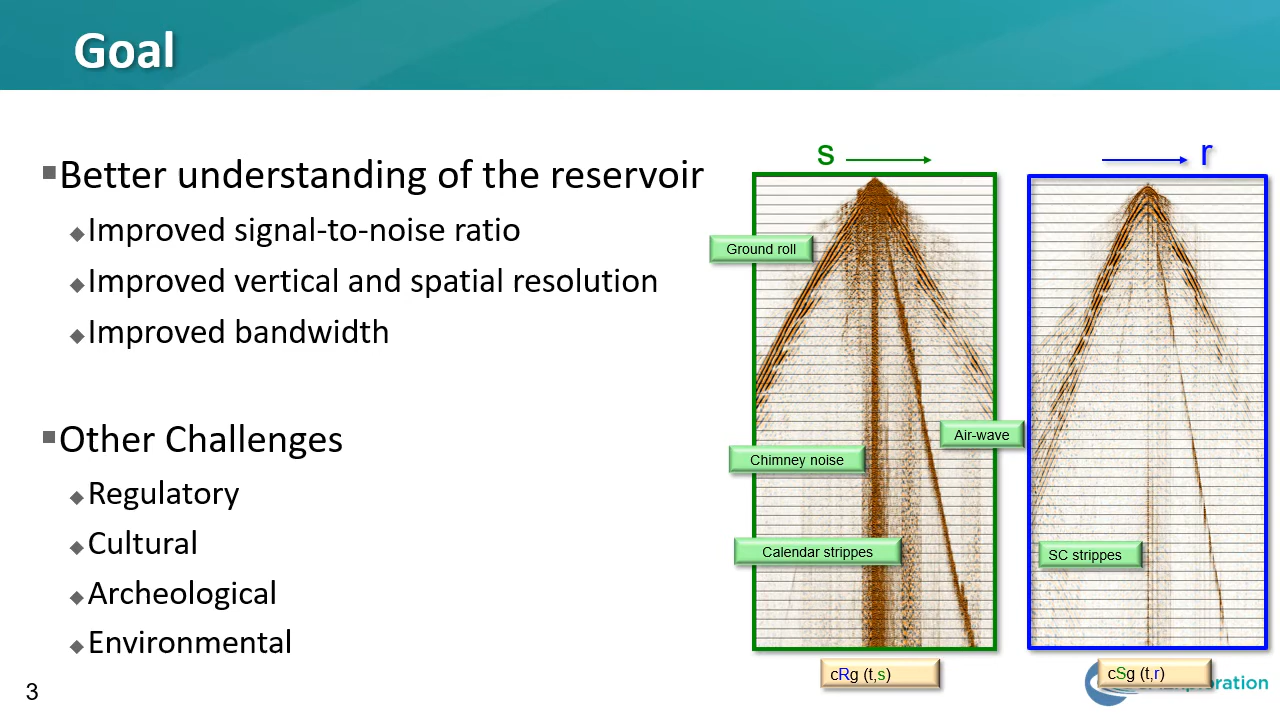 Goal
Better understanding of the reservoir
Improved signal-to-noise ratio
Improved vertical and spatial resolution
Improved bandwidth
Other Challenges
Regulatory
Cultural
Archeological
Environmental
s
r
Ground roll
Air-wave
Chimney noise
Calendar strippes
SC strippes
cRg (t,s)
cSg (t,r)
3